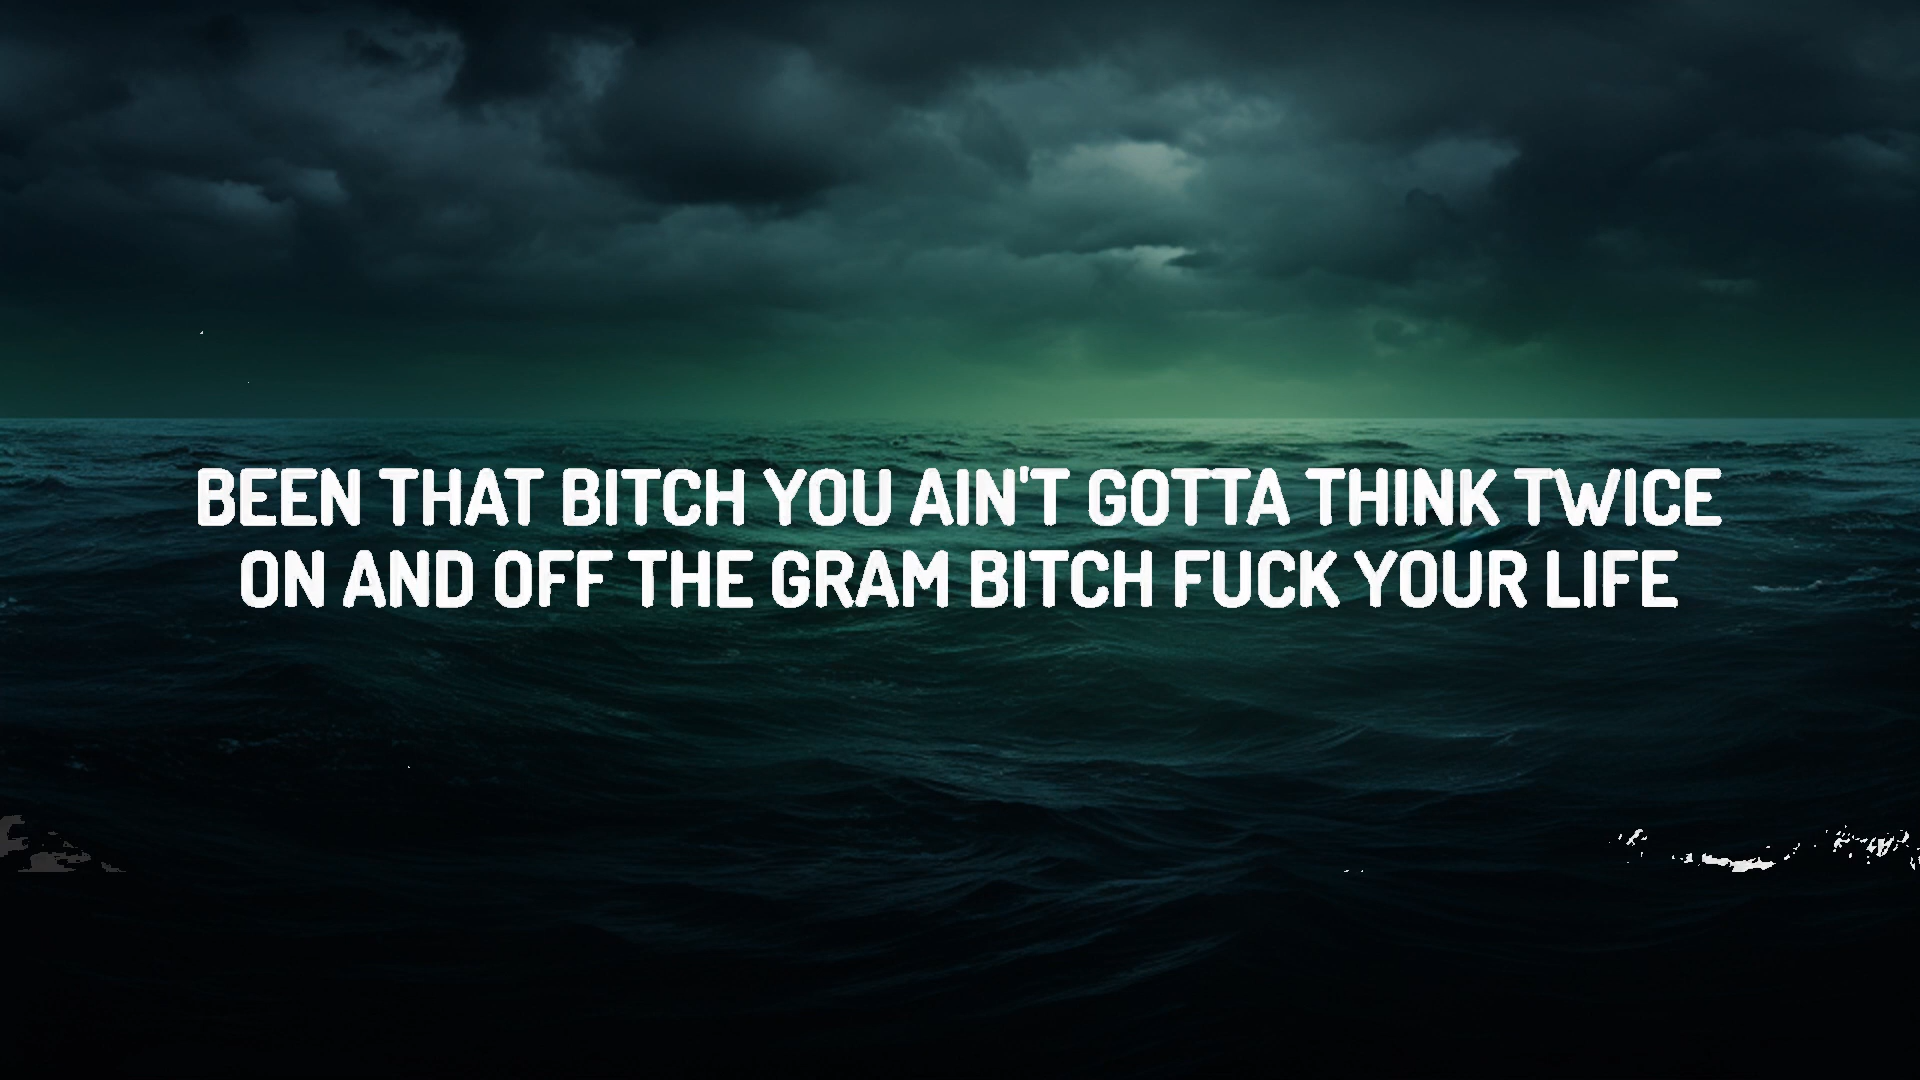 BEEN THAT BITCH YOU AIN'T GOTTA THINK TWICE
ON AND OFF THE GRAM BITCH FUCK YOUR LIFE